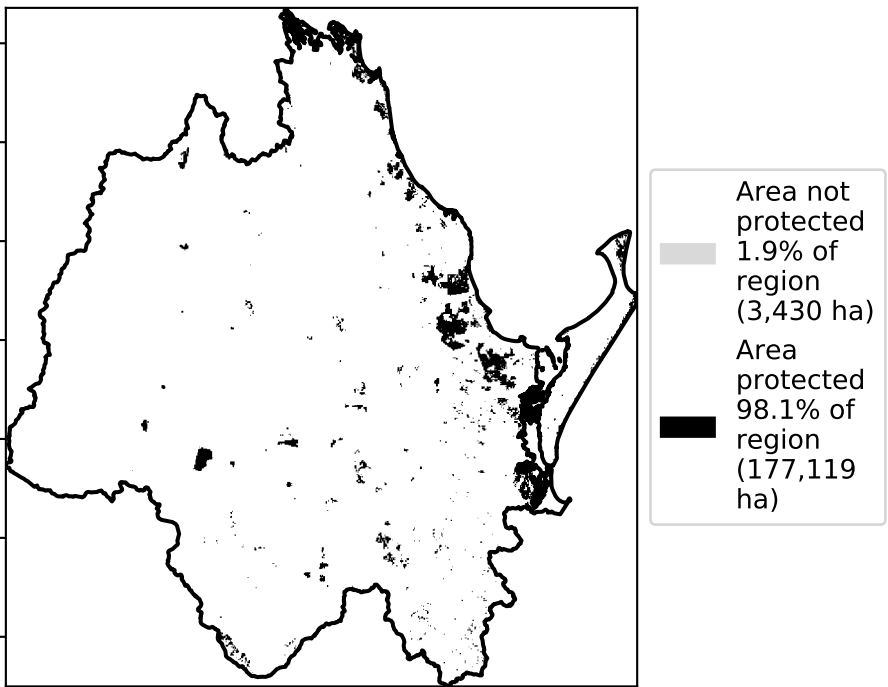 Area not
protected
1.9% of
region
(3,430 ha)
Area
protected
98.1% of
region
(177,119
ha)